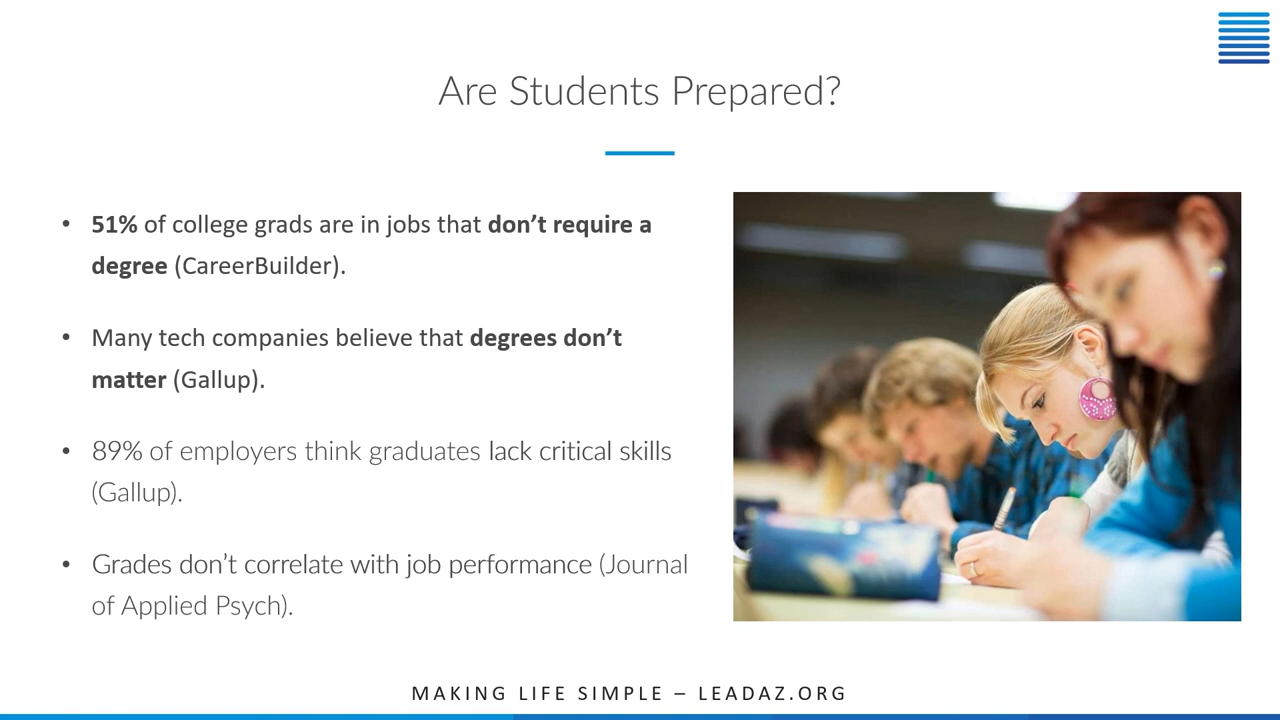 Are Students Prepared?
• 51% of college grads are in jobs that don’t require a
degree (CareerBuilder).
• Many tech companies believe that degrees don’t
matter (Gallup).
• 89% of employers think graduates lack critical skills
(Gallup).
• Grades don’t correlate with job performance (Journal
of Applied Psych).
MAKING LIFE SIMPLE – LEADAZ.ORG